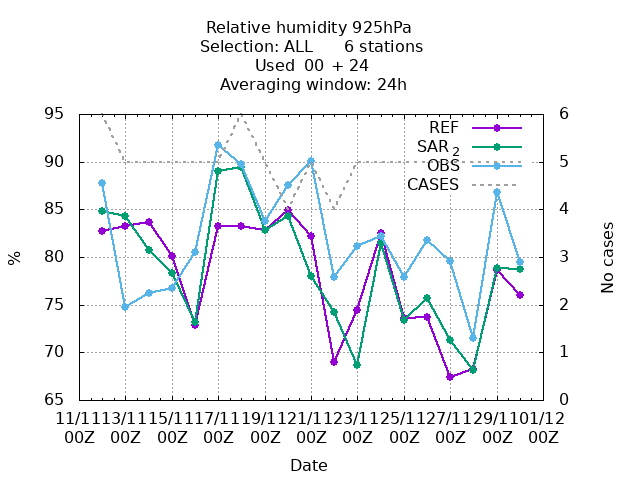 Relative humidity 925hPa
Selection: ALL      6 stations
Used  00 + 24
Averaging window: 24h
95
90
85
80
75
70
65
6
5
4
3
2
1
0
REF
SAR 2
OBS
CASES
%
No cases
11/11 13/11 15/11 17/11 19/11 21/11 23/11 25/11 27/11 29/11 01/12
00Z 00Z 00Z 00Z 00Z 00Z 00Z 00Z 00Z 00Z 00Z
Date